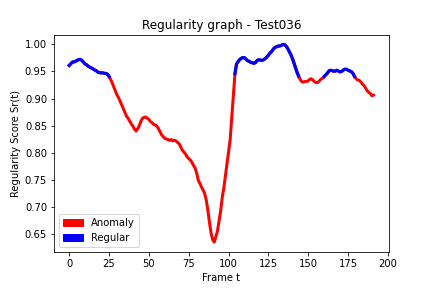 Regularity graph - Test036
1.00
0.95
0.90
0.85
0.80
0.75
0.70
0.65
Regularity Score Sr(t)
Anomaly
Regular
0 25 50 75 100 125 150 175 200
Frame t